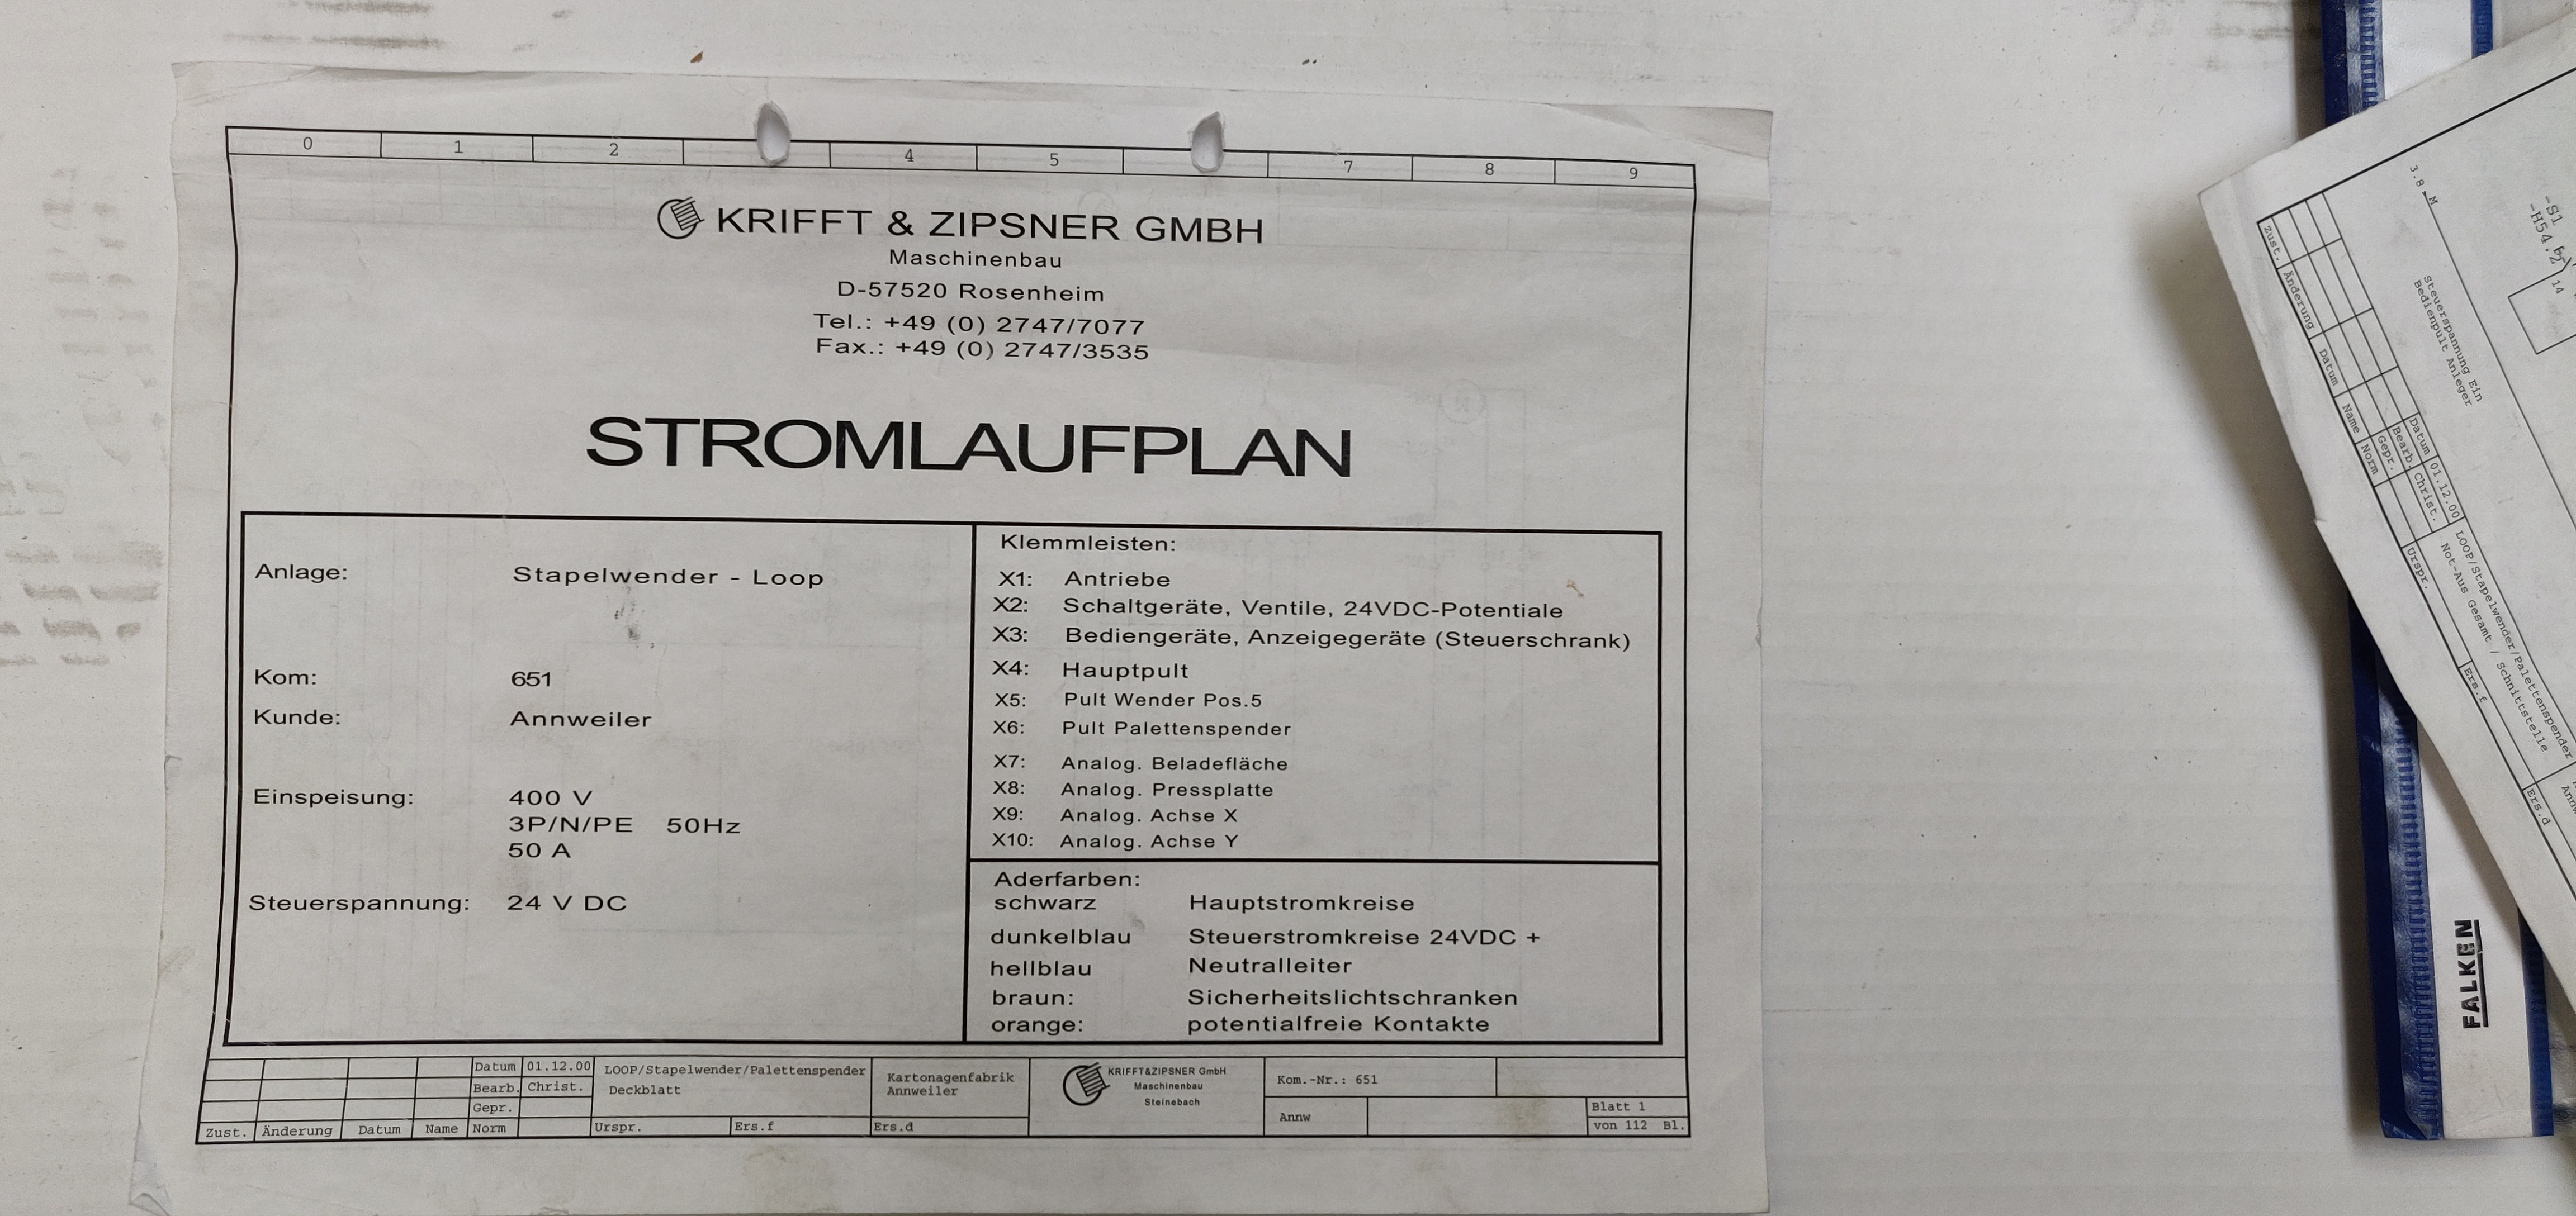 0 1 2 4 5 7 8 9
KRIFFT & ZIPSNER GMBH
Maschinenbau
D-57520 Rosenheim
Tel.: +49 (0) 2747/7077
Fax.: +49 (0) 2747/3535
STROMLAUFPLAN
Anlage: Stapelwender - Loop
Kom: 651
Kunde: Annweiler
Einspeisung: 400 V
3P/N/PE 50Hz
50 A
Steuerspannung: 24 V DC
Klemmleisten:
X1: Antriebe
X2: Schaltgeräte, Ventile, 24VDC-Potentiale
X3: Bediengeräte, Anzeigegeräte (Steuerschrank)
X4: Hauptpult
X5: Pult Wender Pos.5
X6: Pult Palettenspender
X7: Analog. Beladefläche
X8: Analog. Pressplatte
X9: Analog. Achse X
X10: Analog. Achse Y
Aderfarben:
schwarz Hauptstromkreise
dunkelblau Steuerstromkreise 24VDC +
hellblau Neutralleiter
braun: Sicherheitslichtschranken
orange: potentialfreie Kontakte
Zust. Änderung Datum Name
Datum 01.12.00
Bearb. Christ.
Gepr.
Norm
LOOP/Stapelwender/Palettenspender
Deckblatt
Urspr. Ers.f Ers.d
Kartonagenfabrik
Annweiler
KRIFFT&ZIPSNER GmbH
Maschinenbau
Steinebach
Kom.-Nr.: 651
Annw
Blatt 1
von 112 Bl.
3.8 M
-S1
-H54.2
14
Steuerspannung Ein
Bedienpult Anleger
Zust. Änderung Datum Name
Datum 01.12.00
Bearb. Christ.
Gepr.
Norm
LOOP/Stapelwender/Palettenspender
Not-Aus Gesamt / Schnittstelle
Urspr. Ers.f Ers.d
FALKEN